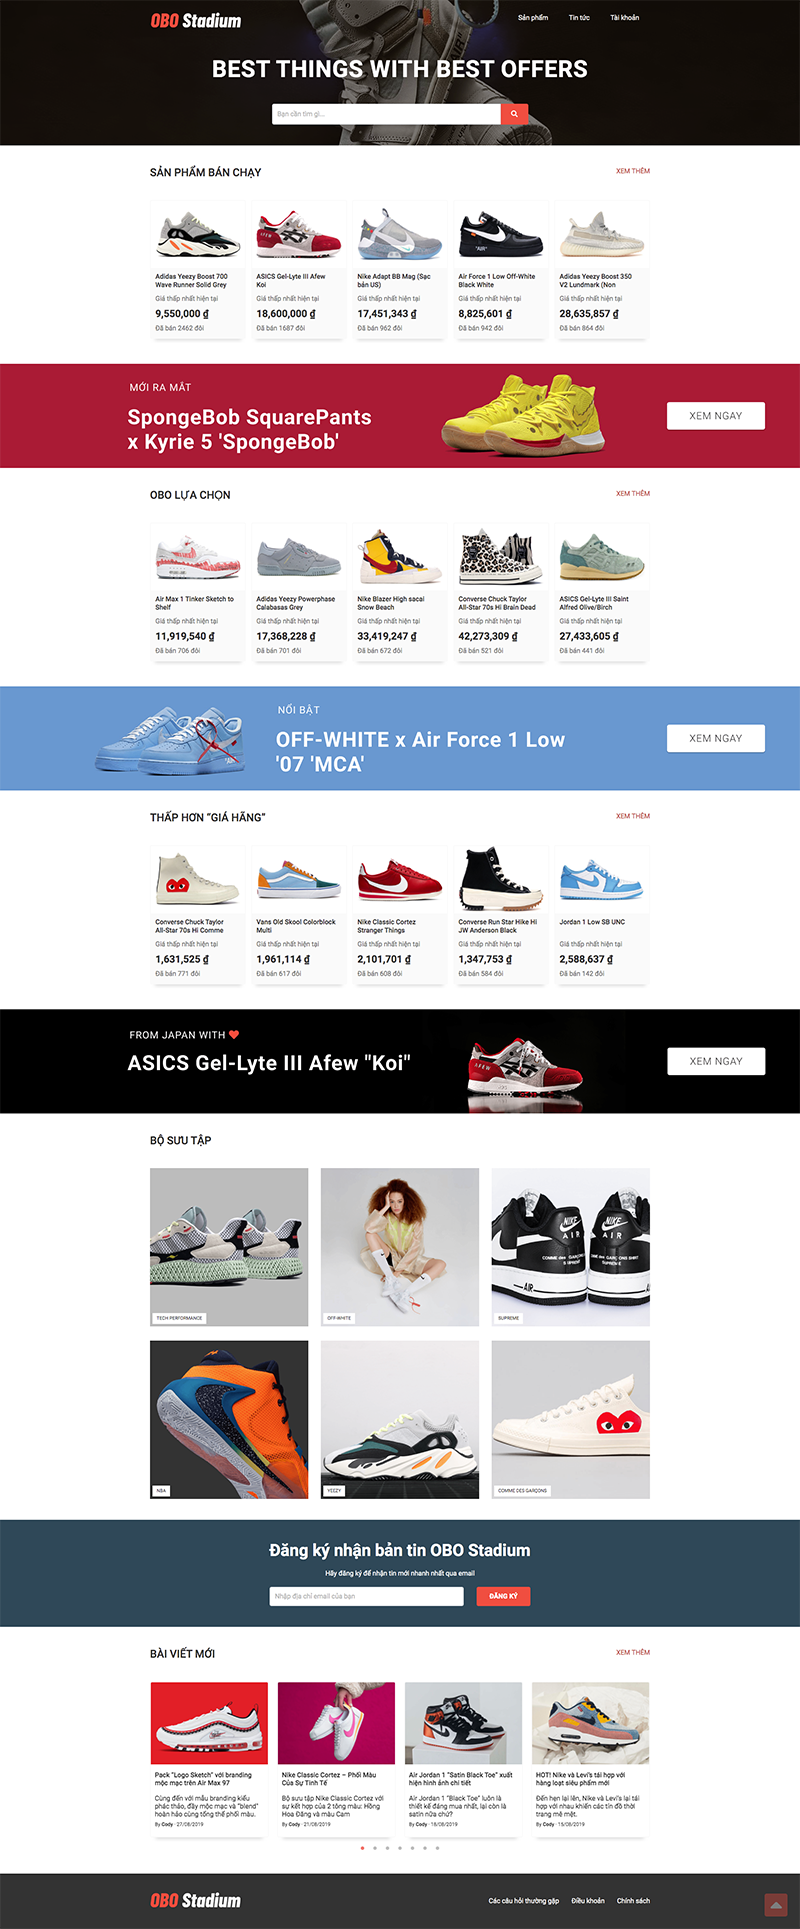 OBO Stadium
Sản phẩm Tin tức Tài khoản
BEST THINGS WITH BEST OFFERS
Bạn cần tìm gì...
SẢN PHẨM BÁN CHẠY
XEM THÊM
Adidas Yeezy Boost 700
Wave Runner Solid Grey
Giá thấp nhất hiện tại
9,550,000 ₫
Đã bán 2462 đôi
ASICS Gel-Lyte III Afew
Koi
Giá thấp nhất hiện tại
18,600,000 ₫
Đã bán 1687 đôi
Nike Adapt BB Mag (Sạc
bản US)
Giá thấp nhất hiện tại
17,451,343 ₫
Đã bán 962 đôi
Air Force 1 Low Off-White
Black White
Giá thấp nhất hiện tại
8,825,601 ₫
Đã bán 942 đôi
Adidas Yeezy Boost 350
V2 Lundmark (Non
Giá thấp nhất hiện tại
28,635,857 ₫
Đã bán 864 đôi
MỚI RA MẮT
SpongeBob SquarePants
x Kyrie 5 'SpongeBob'
XEM NGAY
OBO LỰA CHỌN
XEM THÊM
Air Max 1 Tinker Sketch to
Shelf
Giá thấp nhất hiện tại
11,919,540 ₫
Đã bán 706 đôi
Adidas Yeezy Powerphase
Calabasas Grey
Giá thấp nhất hiện tại
17,368,228 ₫
Đã bán 701 đôi
Nike Blazer High sacai
Snow Beach
Giá thấp nhất hiện tại
33,419,247 ₫
Đã bán 672 đôi
Converse Chuck Taylor
All-Star 70s Hi Brain Dead
Giá thấp nhất hiện tại
42,273,309 ₫
Đã bán 521 đôi
ASICS Gel-Lyte III Saint
Alfred Olive/Birch
Giá thấp nhất hiện tại
27,433,605 ₫
Đã bán 441 đôi
NỔI BẬT
OFF-WHITE x Air Force 1 Low
'07 'MCA'
XEM NGAY
THẤP HƠN “GIÁ HÃNG”
XEM THÊM
Converse Chuck Taylor
All-Star 70s Hi Comme
Giá thấp nhất hiện tại
1,631,525 ₫
Đã bán 771 đôi
Vans Old Skool Colorblock
Multi
Giá thấp nhất hiện tại
1,961,114 ₫
Đã bán 617 đôi
Nike Classic Cortez
Stranger Things
Giá thấp nhất hiện tại
2,101,701 ₫
Đã bán 608 đôi
Converse Run Star Hike Hi
JW Anderson Black
Giá thấp nhất hiện tại
1,347,753 ₫
Đã bán 584 đôi
Jordan 1 Low SB UNC
Giá thấp nhất hiện tại
2,588,637 ₫
Đã bán 142 đôi
FROM JAPAN WITH ❤
ASICS Gel-Lyte III Afew "Koi"
XEM NGAY
BỘ SƯU TẬP
TECH PERFORMANCE
OFF-WHITE
NIKE
AIR
NIKE
AIR
AIR
AIR
SUPREME
NBA
YEEZY
COMME DES GARÇONS
Đăng ký nhận bản tin OBO Stadium
Hãy đăng ký để nhận tin mới nhanh nhất qua email
Nhập địa chỉ email của bạn
ĐĂNG KÝ
BÀI VIẾT MỚI
XEM THÊM
Pack “Logo Sketch” với branding
mộc mạc trên Air Max 97
Cùng đến với mẫu branding kiểu
phác thảo, đầy mộc mạc và “blend”
hoàn hảo cùng tổng thể phối màu.
By Cody - 27/08/2019
Nike Classic Cortez – Phối Màu
Của Sự Tinh Tế
Bộ sưu tập Nike Classic Cortez với
sự kết hợp của 2 tông màu: Hồng
Hoa Đăng và màu Cam
By Cody - 21/08/2019
Air Jordan 1 “Satin Black Toe” xuất
hiện hình ảnh chi tiết
Air Jordan 1 “Black Toe” luôn là
thiết kế đáng mua nhất, lại còn là
satin nữa chứ?
By Cody - 16/08/2019
HOT! Nike và Levi’s tái hợp với
hàng loạt siêu phẩm mới
Đến hẹn lại lên, Nike và Levi's lại tái
hợp với nhau khiến các tín đồ thời
trang mê mệt.
By Cody - 15/08/2019
OBO Stadium
Các câu hỏi thường gặp Điều khoản Chính sách